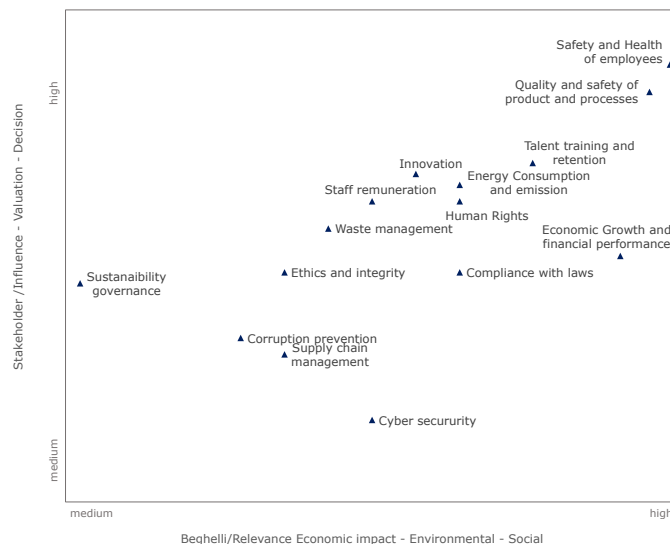 Safety and Health
of employees
Quality and safety of
product and processes
high
Talent training and
retention
Innovation
Energy Consumption
and emission
Staff remuneration
Human Rights
Waste management
Economic Growth and
financial performance
Stakeholder /Influence - Valuation - Decision
Ethics and integrity
Compliance with laws
Sustanaibility
governance
Corruption prevention
Supply chain
management
Cyber secururity
medium
medium
high
Beghelli/Relevance Economic impact - Environmental - Social